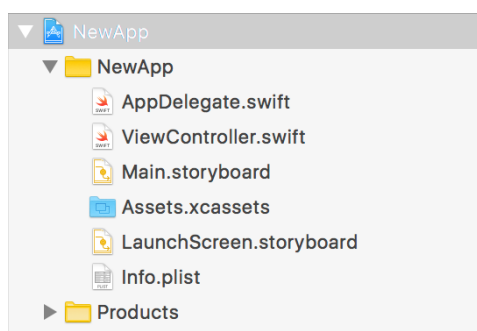 NewApp
NewApp
AppDelegate.swift
ViewController.swift
Main.storyboard
Assets.xcassets
LaunchScreen.storyboard
Info.plist
Products